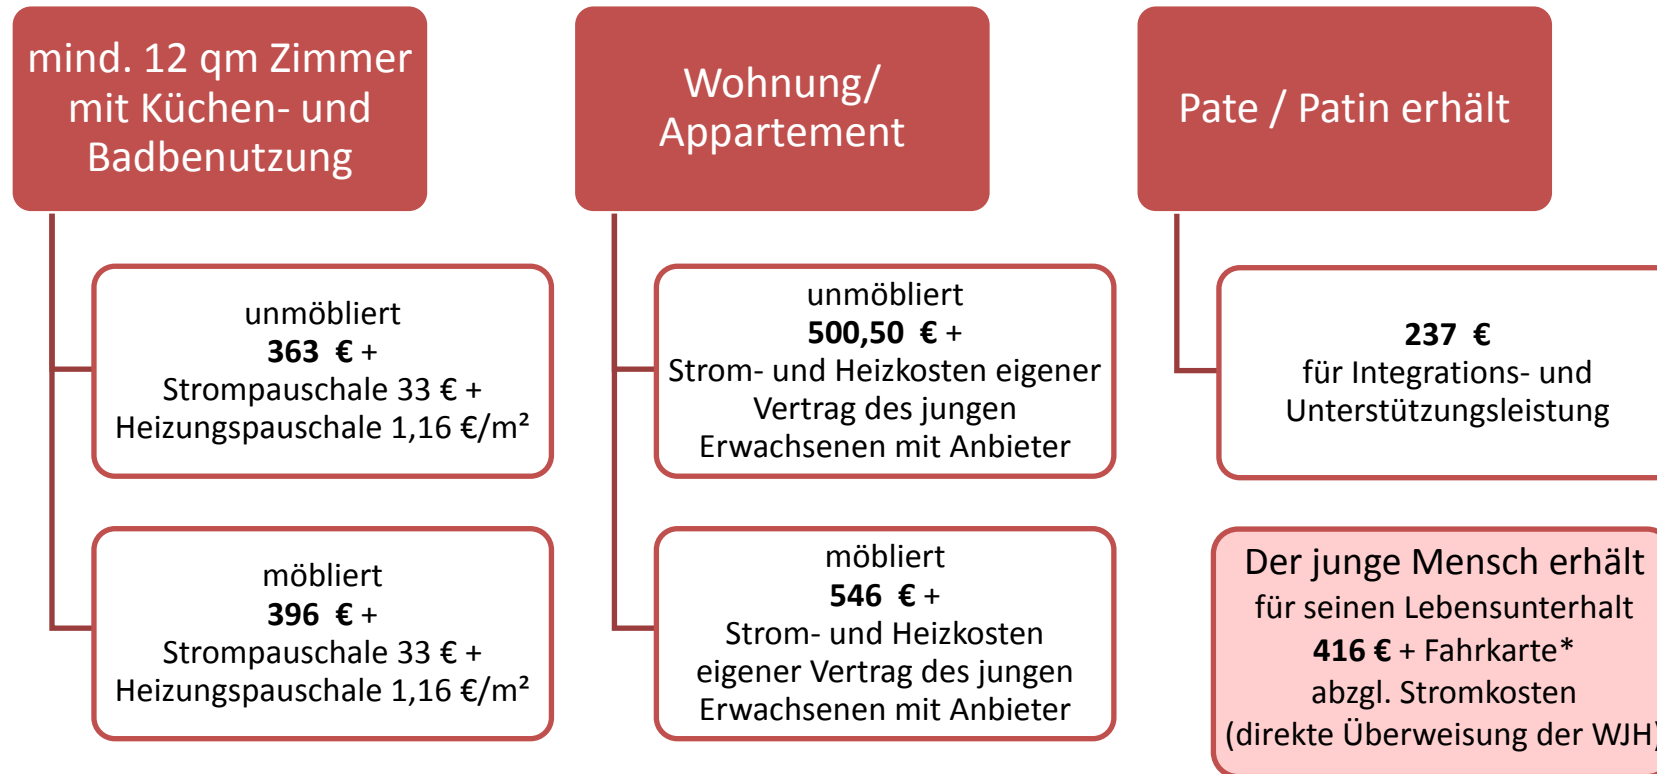 mind. 12 qm Zimmer
mit Küchen- und
Badbenutzung
unmöbliert
363 € +
Strompauschale 33 € +
Heizungspauschale 1,16 €/m²
möbliert
396 € +
Strompauschale 33 € +
Heizungspauschale 1,16 €/m²
Wohnung/
Appartement
unmöbliert
500,50 € +
Strom- und Heizkosten eigener
Vertrag des jungen
Erwachsenen mit Anbieter
möbliert
546 € +
Strom- und Heizkosten
eigener Vertrag des jungen
Erwachsenen mit Anbieter
Pate / Patin erhält
237 €
für Integrations- und
Unterstützungsleistung
Der junge Mensch erhält
für seinen Lebensunterhalt
416 € + Fahrkarte*
abzgl. Stromkosten
(direkte Überweisung der WJH)